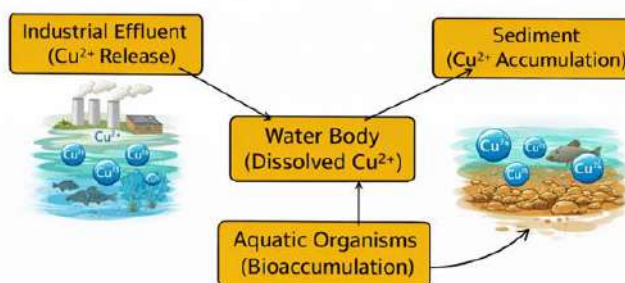 Industrial Effluent
(Cu²⁺ Release)
Sediment
(Cu²⁺ Accumulation)
Cu²⁺
Water Body
(Dissolved Cu²⁺)
Aquatic Organisms
(Bioaccumulation)